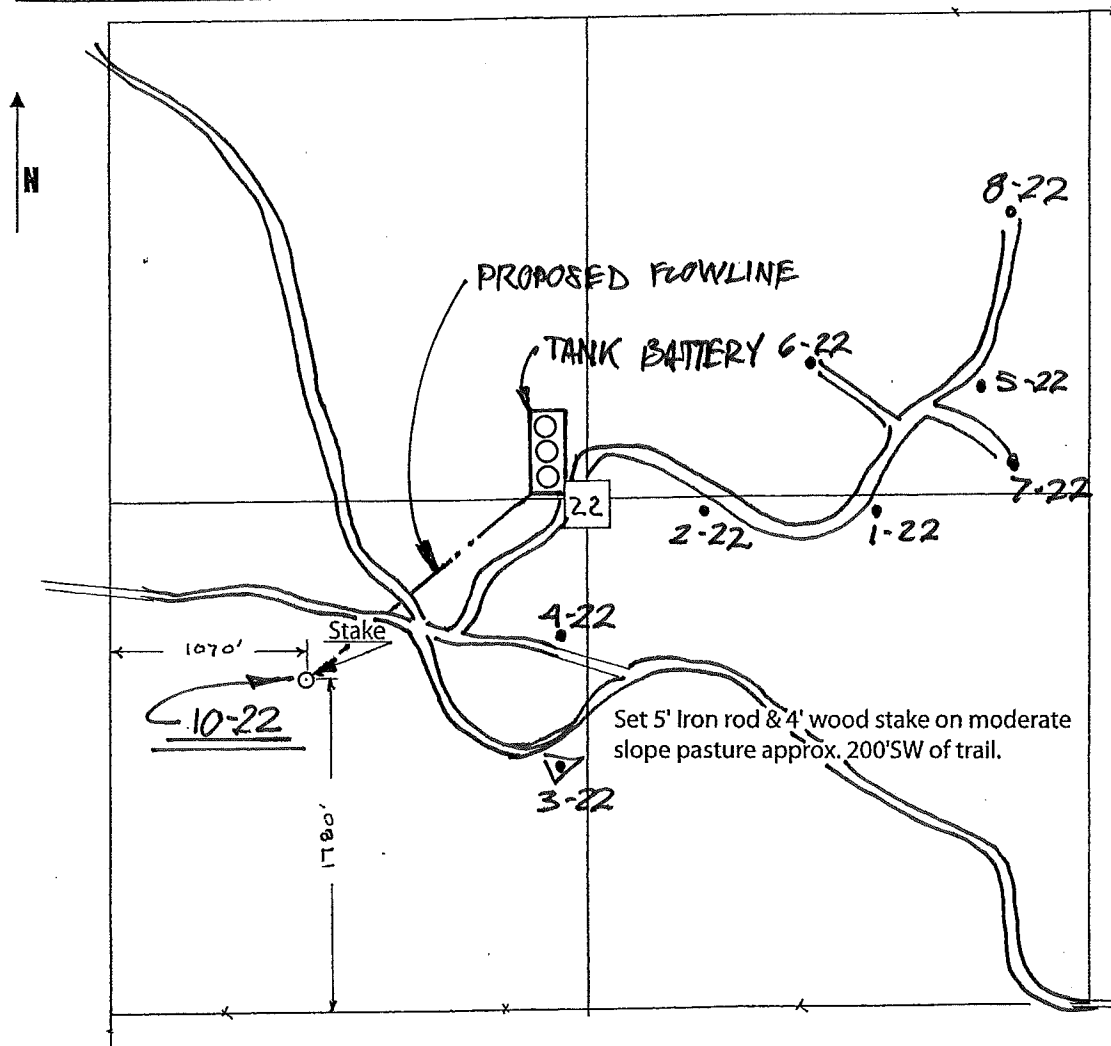 N
8-22
PROPOSED FLOWLINE
TANK BATTERY
6-22
5-22
7-22
22
2-22
1-22
4-22
Stake
1070'
10-22
Set 5' Iron rod & 4' wood stake on moderate
slope pasture approx. 200'SW of trail.
3-22
1780'